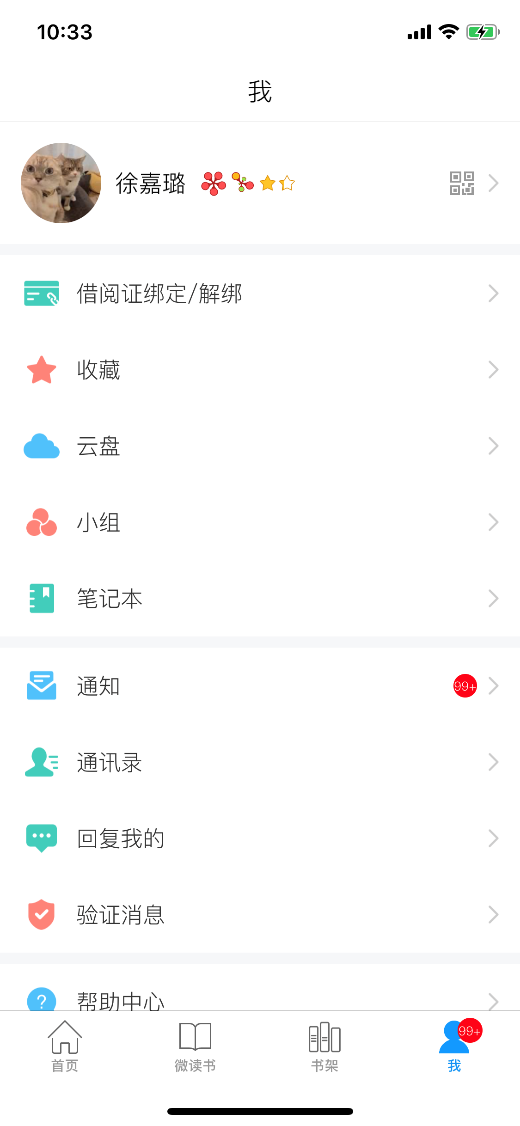 10:33
我
徐嘉璐
借阅证绑定/解绑
收藏
云盘
小组
笔记本
通知
99+
通讯录
回复我的
验证消息
帮助中心
99+
首页
微读书
书架
我